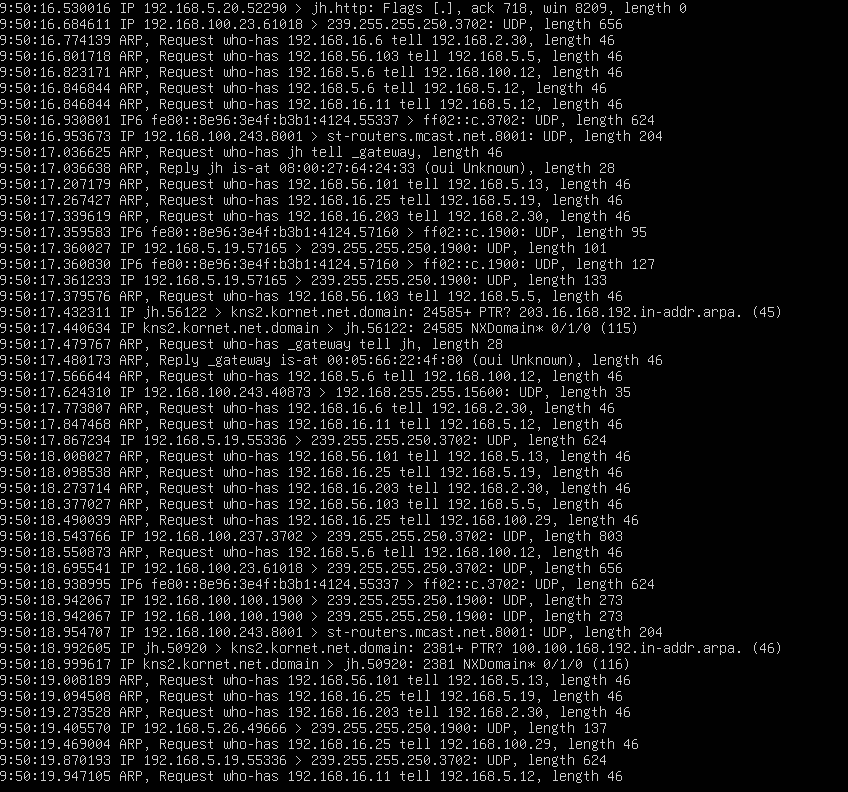 9:50:16.530016 IP 192.168.5.20.52290 > jh.http: Flags [.], ack 718, win 8209, length 0
9:50:16.684611 IP 192.168.100.23.61018 > 239.255.255.250.3702: UDP, length 656
9:50:16.774139 ARP, Request who-has 192.168.16.6 tell 192.168.2.30, length 46
9:50:16.801718 ARP, Request who-has 192.168.56.103 tell 192.168.5.5, length 46
9:50:16.823171 ARP, Request who-has 192.168.5.6 tell 192.168.100.12, length 46
9:50:16.846844 ARP, Request who-has 192.168.5.6 tell 192.168.5.12, length 46
9:50:16.846844 ARP, Request who-has 192.168.16.11 tell 192.168.5.12, length 46
9:50:16.930801 IP6 fe80::8e96:3e4f:b3b1:4124.55337 > ff02::c.3702: UDP, length 624
9:50:16.953673 IP 192.168.100.243.8001 > st-routers.mcast.net.8001: UDP, length 204
9:50:17.036625 ARP, Request who-has jh tell _gateway, length 46
9:50:17.036638 ARP, Reply jh is-at 08:00:27:64:24:33 (oui Unknown), length 28
9:50:17.207179 ARP, Request who-has 192.168.56.101 tell 192.168.5.13, length 46
9:50:17.267427 ARP, Request who-has 192.168.16.25 tell 192.168.5.19, length 46
9:50:17.339619 ARP, Request who-has 192.168.16.203 tell 192.168.2.30, length 46
9:50:17.359583 IP6 fe80::8e96:3e4f:b3b1:4124.57160 > ff02::c.1900: UDP, length 95
9:50:17.360027 IP 192.168.5.19.57165 > 239.255.255.250.1900: UDP, length 101
9:50:17.360830 IP6 fe80::8e96:3e4f:b3b1:4124.57160 > ff02::c.1900: UDP, length 127
9:50:17.361233 IP 192.168.5.19.57165 > 239.255.255.250.1900: UDP, length 133
9:50:17.379576 ARP, Request who-has 192.168.56.103 tell 192.168.5.5, length 46
9:50:17.432311 IP jh.56122 > kns2.kornet.net.domain: 24585+ PTR? 203.16.168.192.in-addr.arpa. (45)
9:50:17.440634 IP kns2.kornet.net.domain > jh.56122: 24585 NXDomain* 0/1/0 (115)
9:50:17.479767 ARP, Request who-has _gateway tell jh, length 28
9:50:17.480173 ARP, Reply _gateway is-at 00:05:66:22:4f:80 (oui Unknown), length 46
9:50:17.566644 ARP, Request who-has 192.168.5.6 tell 192.168.100.12, length 46
9:50:17.624310 IP 192.168.100.243.40873 > 192.168.255.255.15600: UDP, length 35
9:50:17.773807 ARP, Request who-has 192.168.16.6 tell 192.168.2.30, length 46
9:50:17.847468 ARP, Request who-has 192.168.16.11 tell 192.168.5.12, length 46
9:50:17.867234 IP 192.168.5.19.55336 > 239.255.255.250.3702: UDP, length 624
9:50:18.008027 ARP, Request who-has 192.168.56.101 tell 192.168.5.13, length 46
9:50:18.098538 ARP, Request who-has 192.168.16.25 tell 192.168.5.19, length 46
9:50:18.273714 ARP, Request who-has 192.168.16.203 tell 192.168.2.30, length 46
9:50:18.377027 ARP, Request who-has 192.168.56.103 tell 192.168.5.5, length 46
9:50:18.490039 ARP, Request who-has 192.168.16.25 tell 192.168.100.29, length 46
9:50:18.543766 IP 192.168.100.237.3702 > 239.255.255.250.3702: UDP, length 803
9:50:18.550873 ARP, Request who-has 192.168.5.6 tell 192.168.100.12, length 46
9:50:18.695541 IP 192.168.100.23.61018 > 239.255.255.250.3702: UDP, length 656
9:50:18.938995 IP6 fe80::8e96:3e4f:b3b1:4124.55337 > ff02::c.3702: UDP, length 624
9:50:18.942067 IP 192.168.100.100.1900 > 239.255.255.250.1900: UDP, length 273
9:50:18.942067 IP 192.168.100.100.1900 > 239.255.255.250.1900: UDP, length 273
9:50:18.954707 IP 192.168.100.243.8001 > st-routers.mcast.net.8001: UDP, length 204
9:50:18.992605 IP jh.50920 > kns2.kornet.net.domain: 2381+ PTR? 100.100.168.192.in-addr.arpa. (46)
9:50:18.999617 IP kns2.kornet.net.domain > jh.50920: 2381 NXDomain* 0/1/0 (116)
9:50:19.008189 ARP, Request who-has 192.168.56.101 tell 192.168.5.13, length 46
9:50:19.094508 ARP, Request who-has 192.168.16.25 tell 192.168.5.19, length 46
9:50:19.273528 ARP, Request who-has 192.168.16.203 tell 192.168.2.30, length 46
9:50:19.405570 IP 192.168.5.26.49666 > 239.255.255.250.1900: UDP, length 137
9:50:19.469004 ARP, Request who-has 192.168.16.25 tell 192.168.100.29, length 46
9:50:19.870193 IP 192.168.5.19.55336 > 239.255.255.250.3702: UDP, length 624
9:50:19.947105 ARP, Request who-has 192.168.16.11 tell 192.168.5.12, length 46